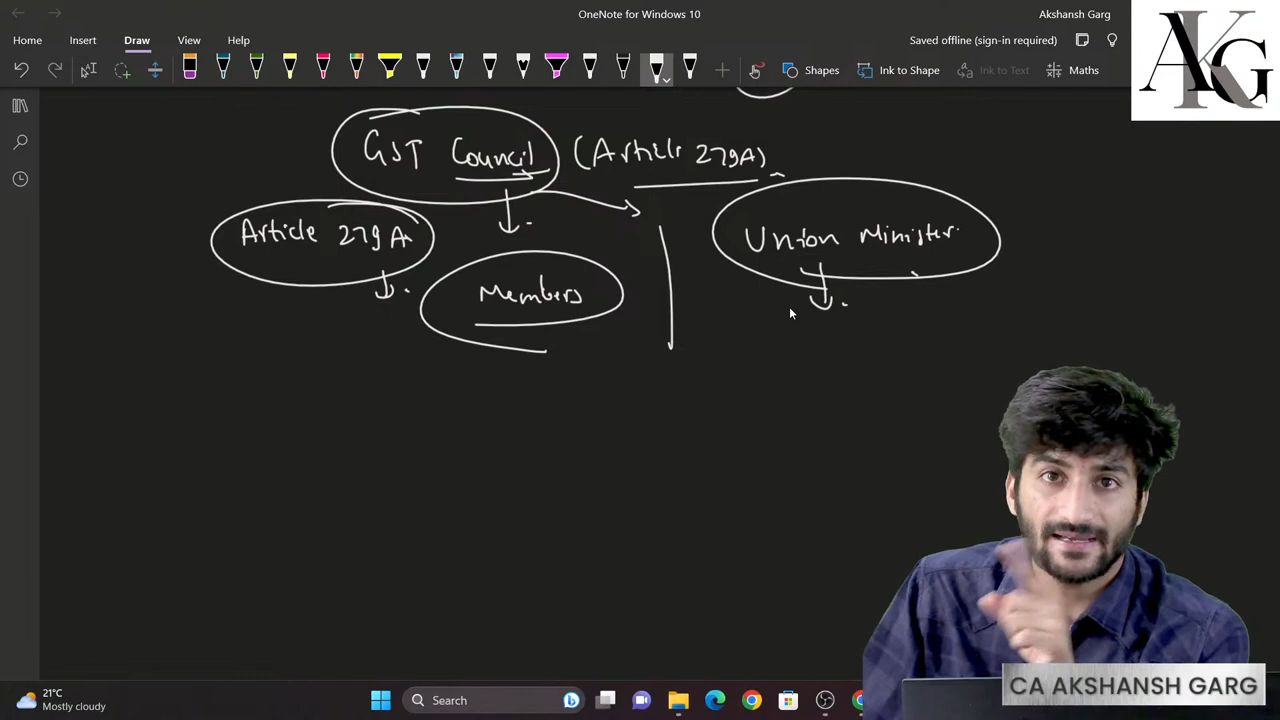 OneNote for Windows 10
Akshansh Garg
Home Insert Draw View Help
Saved offline (sign-in required)
Shapes Ink to Shape Ink to Text Maths
AKG
GST Council (Article 279A)
Article 279A
Union Minister
Members
CA AKSHANSH GARG
21°C
Mostly cloudy
Search